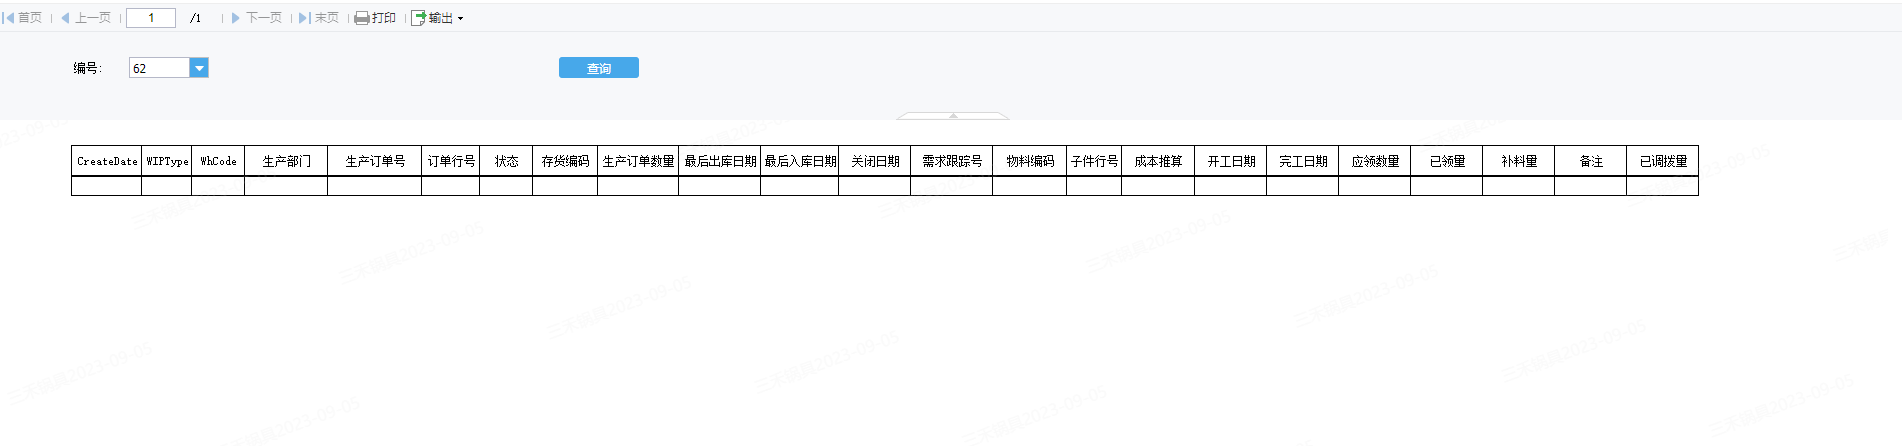 首页 上一页 1 /1 下一页 末页 打印 输出
编号: 62 查询
CreateDate WIPType WhCode 生产部门 生产订单号 订单行号 状态 存货编码 生产订单数量 最后出库日期 最后入库日期 关闭日期 需求跟踪号 物料编码 子件行号 成本推算 开工日期 完工日期 应领数量 已领量 补料量 备注 已调拨量